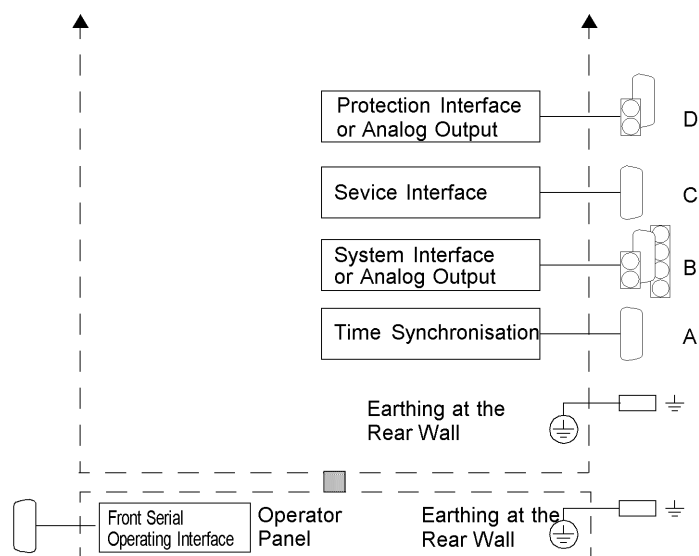 Protection Interface
or Analog Output
D
Sevice Interface
C
System Interface
or Analog Output
B
Time Synchronisation
A
Earthing at the
Rear Wall
Front Serial
Operating Interface
Operator
Panel
Earthing at the
Rear Wall